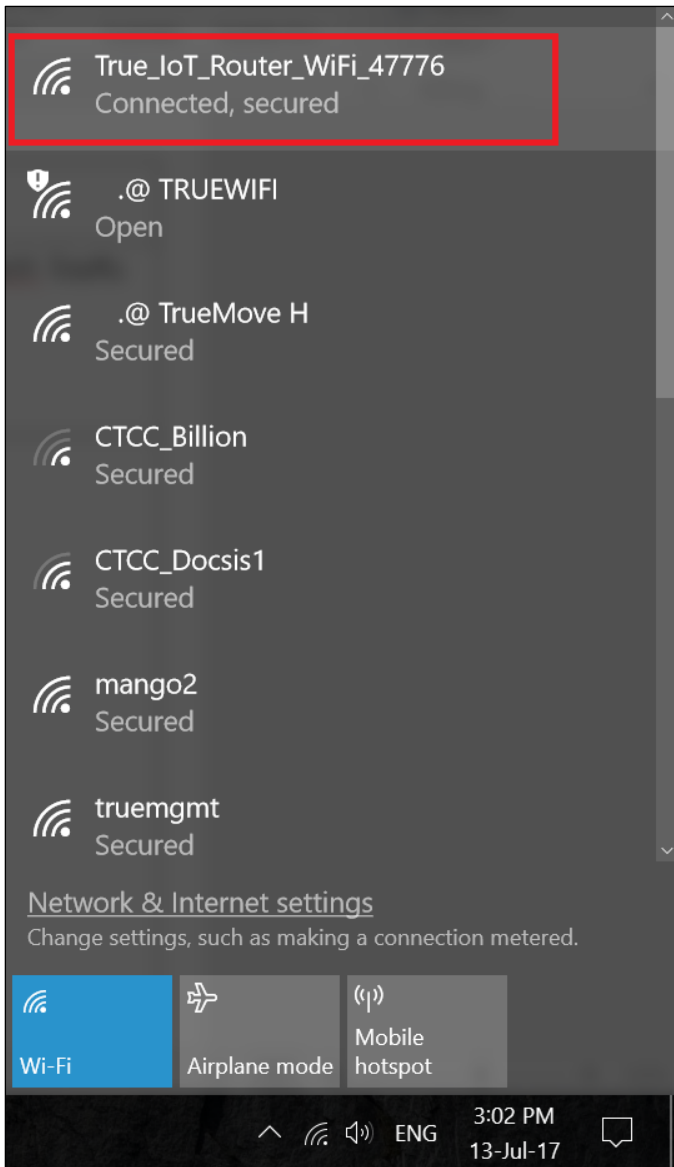 True_IoT_Router_WiFi_47776
Connected, secured
.@ TRUEWIFI
Open
.@ TrueMove H
Secured
CTCC_Billion
Secured
CTCC_Docsis1
Secured
mango2
Secured
truemgmt
Secured
Network & Internet settings
Change settings, such as making a connection metered.
Wi-Fi
Airplane mode
Mobile
hotspot
ENG
3:02 PM
13-Jul-17